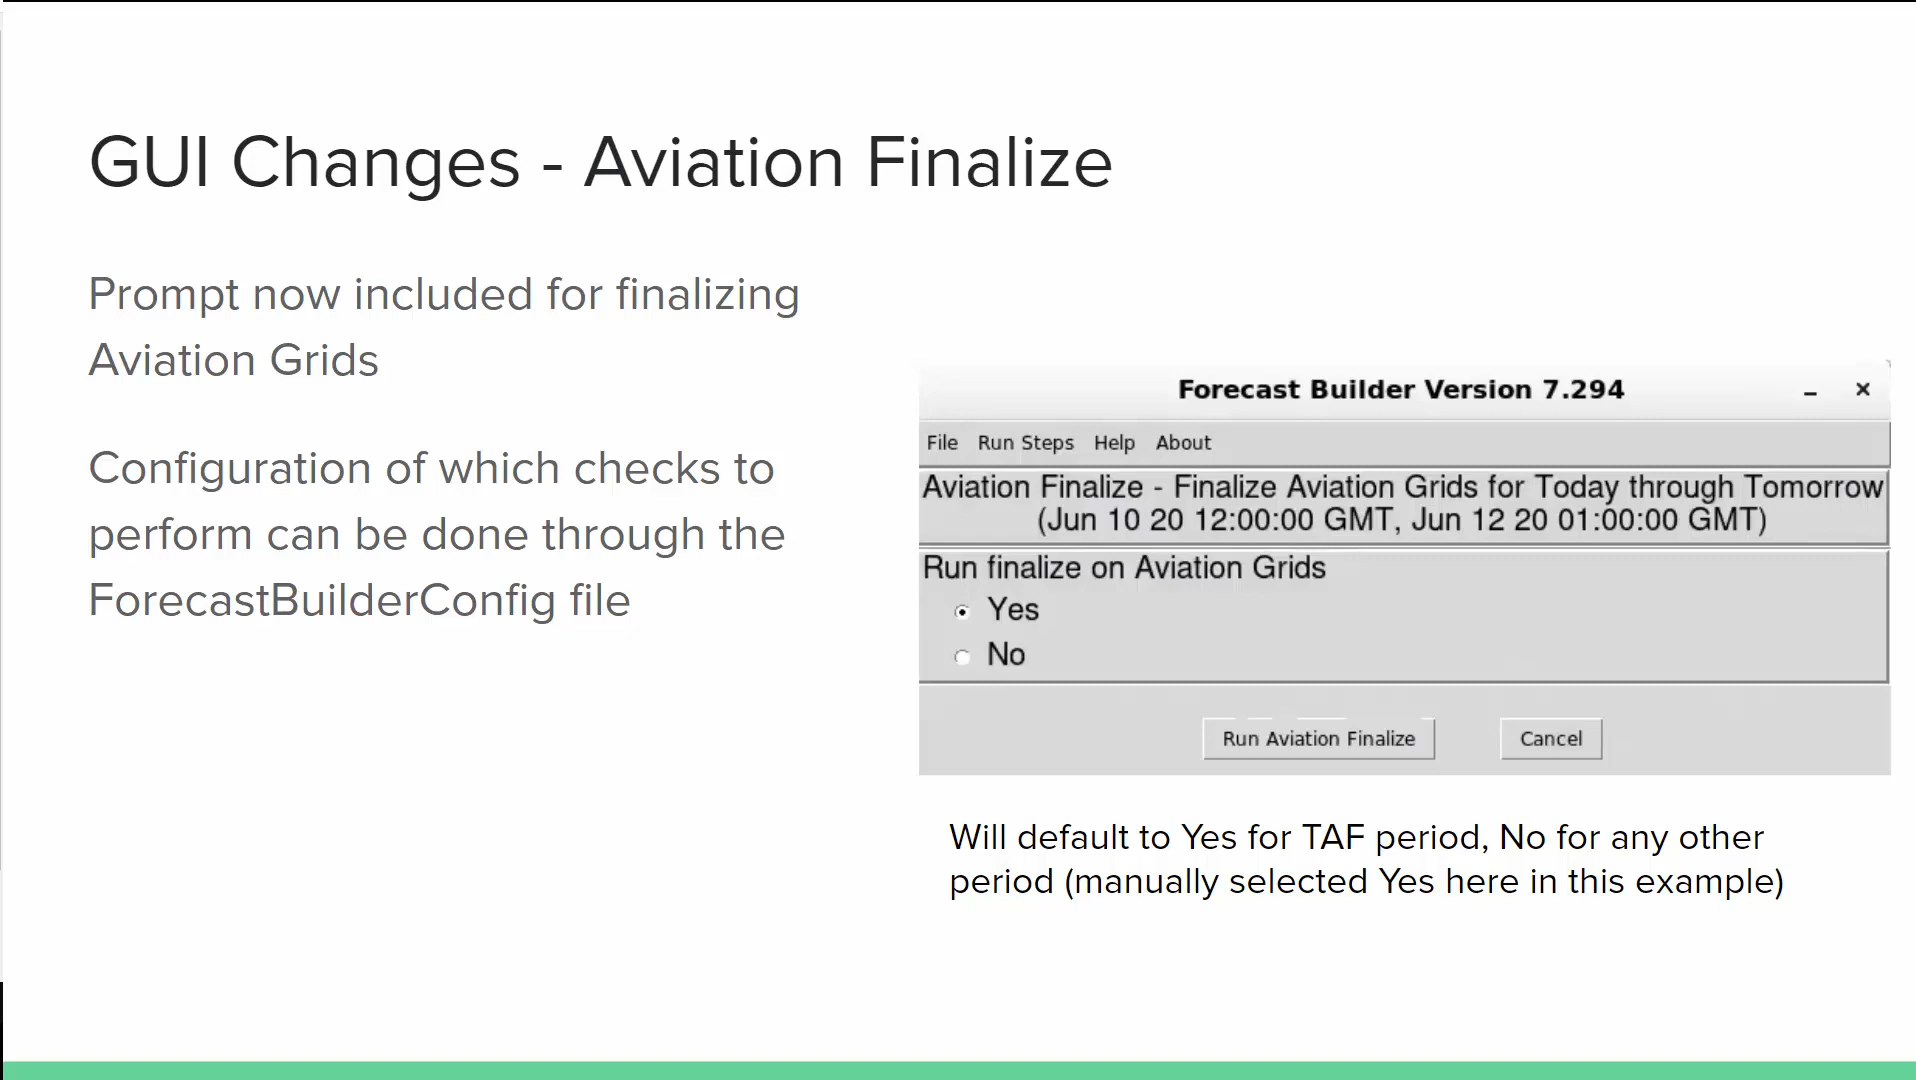 GUI Changes - Aviation Finalize
Prompt now included for finalizing
Aviation Grids
Configuration of which checks to
perform can be done through the
ForecastBuilderConfig file
Forecast Builder Version 7.294
File Run Steps Help About
Aviation Finalize - Finalize Aviation Grids for Today through Tomorrow
(Jun 10 20 12:00:00 GMT, Jun 12 20 01:00:00 GMT)
Run finalize on Aviation Grids
Yes
No
Run Aviation Finalize Cancel
Will default to Yes for TAF period, No for any other
period (manually selected Yes here in this example)